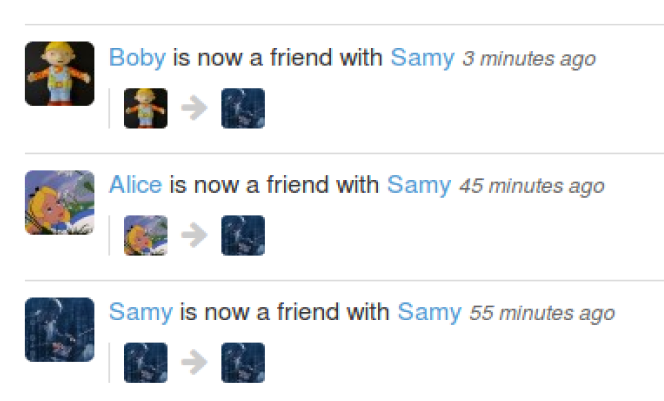 Boby is now a friend with Samy 3 minutes ago
Alice is now a friend with Samy 45 minutes ago
Samy is now a friend with Samy 55 minutes ago